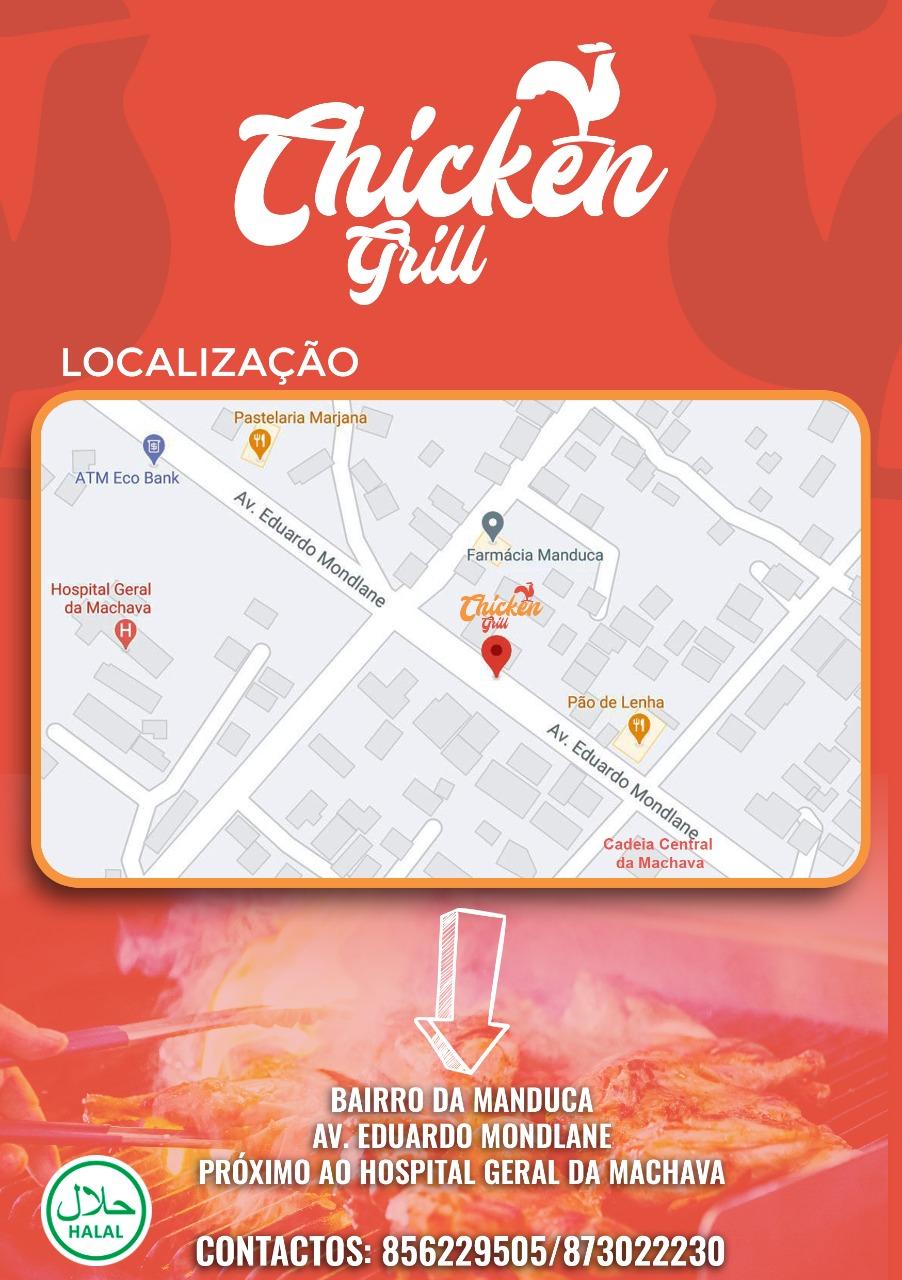 Chicken
Grill
LOCALIZAÇÃO
Pastelaria Marjana
ATM Eco Bank
Av. Eduardo Mondlane
Farmácia Manduca
Hospital Geral
da Machava
H
Chicken
Grill
Pão de Lenha
Av. Eduardo Mondlane
Cadeia Central
da Machava
BAIRRO DA MANDUCA
AV. EDUARDO MONDLANE
PRÓXIMO AO HOSPITAL GERAL DA MACHAVA
حلال
HALAL
CONTACTOS: 856229505/873022230